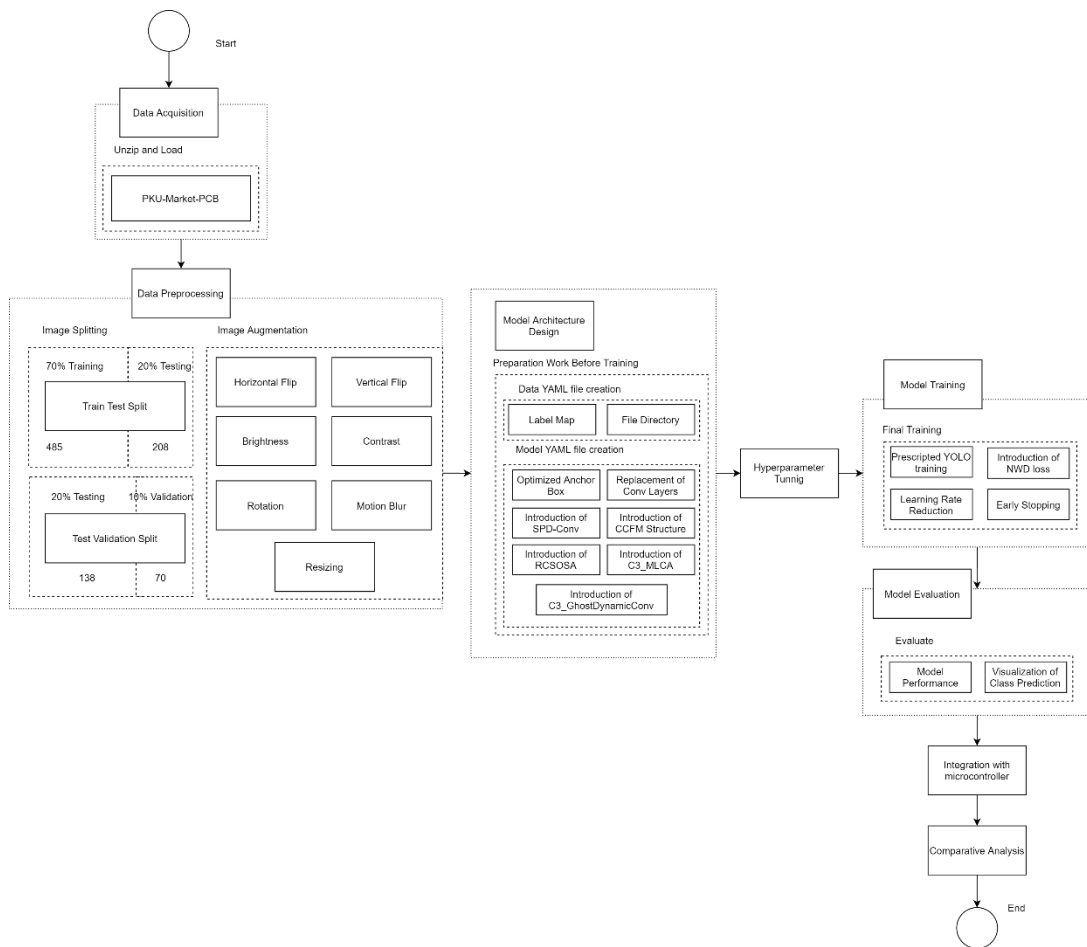 Start
Data Acquisition
Unzip and Load
PKU-Market-PCB
Data Preprocessing
Image Splitting
70% Training
20% Testing
Train Test Split
485
208
20% Testing
10% Validation
Test Validation Split
138
70
Image Augmentation
Horizontal Flip
Vertical Flip
Brightness
Contrast
Rotation
Motion Blur
Resizing
Model Architecture
Design
Preparation Work Before Training
Data YAML file creation
Label Map
File Directory
Model YAML file creation
Optimized Anchor
Box
Replacement of
Conv Layers
Introduction of
SPD-Conv
Introduction of
CCFM Structure
Introduction of
RCSOSA
Introduction of
C3_MLCA
Introduction of
C3_GhostDynamicConv
Hyperparameter
Tunnig
Model Training
Final Training
Prescripted YOLO
training
Introduction of
NWD loss
Learning Rate
Reduction
Early Stopping
Model Evaluation
Evaluate
Model
Performance
Visualization of
Class Prediction
Integration with
microcontroller
Comparative Analysis
End